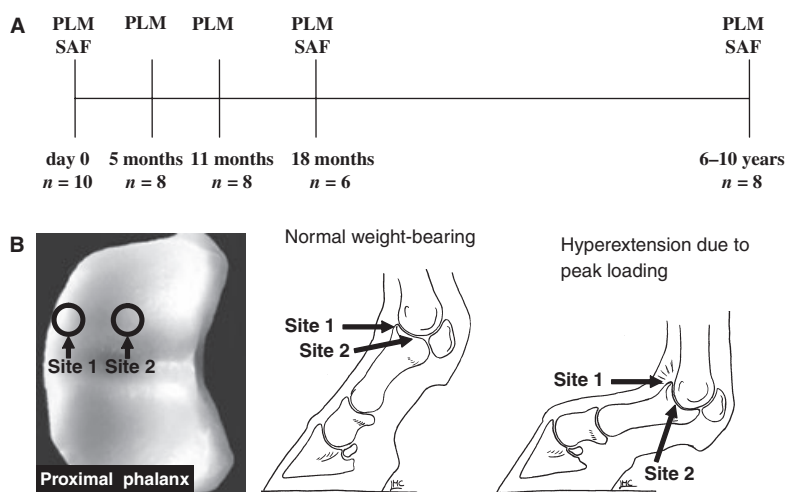 A
PLM PLM PLM PLM PLM
SAF SAF SAF
day 0 5 months 11 months 18 months 6–10 years
n = 10 n = 8 n = 8 n = 6 n = 8
B
Normal weight-bearing
Hyperextension due to
peak loading
Site 1 Site 2
Proximal phalanx
Site 1
Site 2
JHC
Site 1
Site 2
JHC